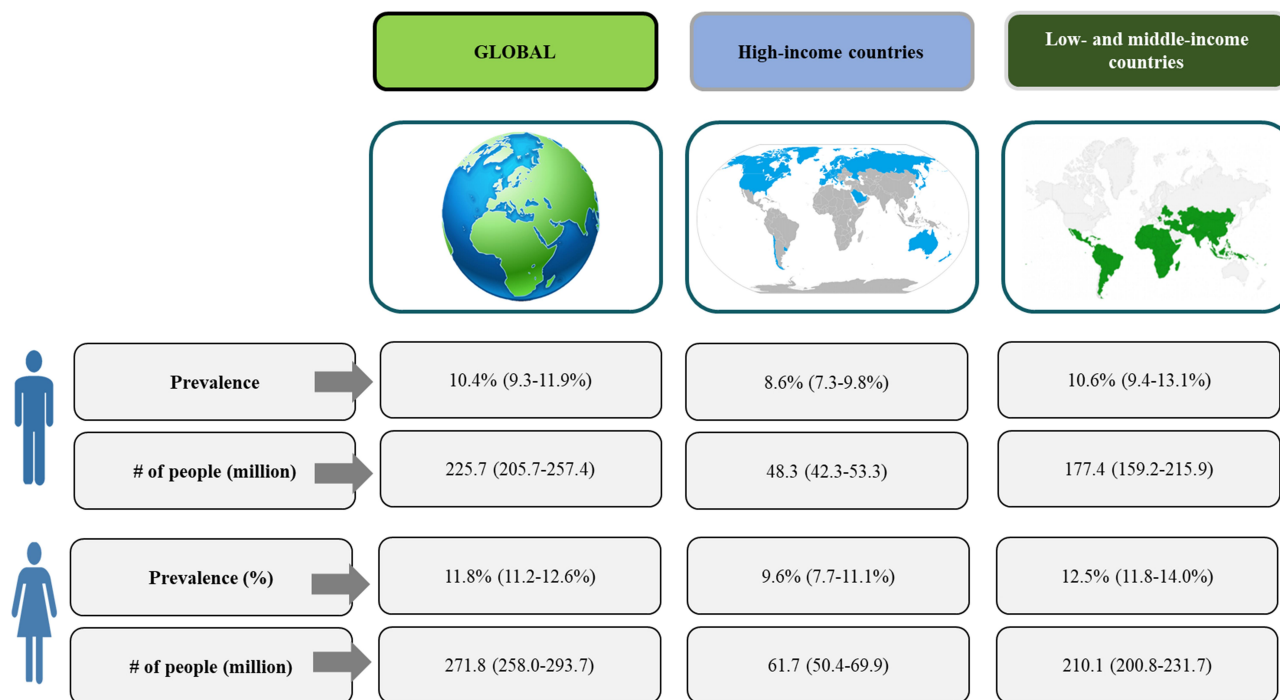 GLOBAL
High-income countries
Low- and middle-income
countries
Prevalence
10.4% (9.3-11.9%)
8.6% (7.3-9.8%)
10.6% (9.4-13.1%)
# of people (million)
225.7 (205.7-257.4)
48.3 (42.3-53.3)
177.4 (159.2-215.9)
Prevalence (%)
11.8% (11.2-12.6%)
9.6% (7.7-11.1%)
12.5% (11.8-14.0%)
# of people (million)
271.8 (258.0-293.7)
61.7 (50.4-69.9)
210.1 (200.8-231.7)